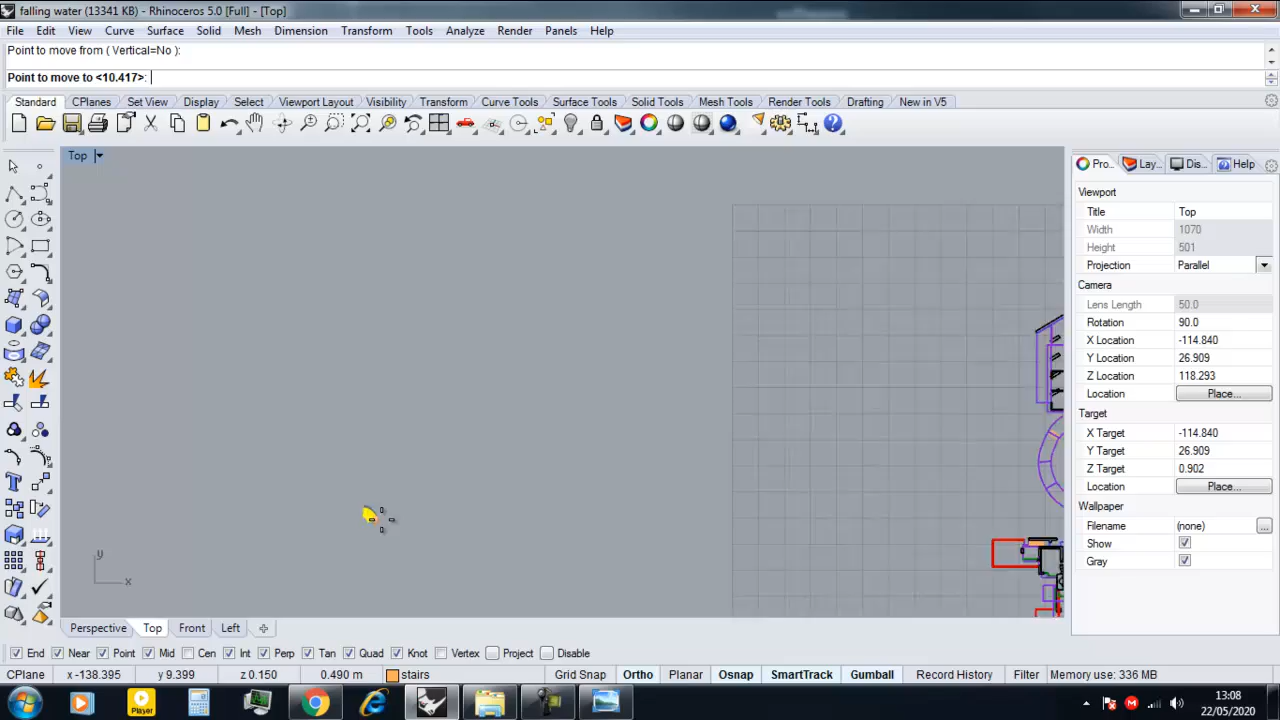 falling water (13341 KB) - Rhinoceros 5.0 [Full] - [Top]
File Edit View Curve Surface Solid Mesh Dimension Transform Tools Analyze Render Panels Help
Point to move from ( Vertical=No ):
Point to move to <10.417>:
Standard CPlanes Set View Display Select Viewport Layout Visibility Transform Curve Tools Surface Tools Solid Tools Mesh Tools Render Tools Drafting New in V5
Top
Pro... Lay... Dis... Help
Viewport
Title Top
Width 1070
Height 501
Projection Parallel
Camera
Lens Length 50.0
Rotation 90.0
X Location -114.840
Y Location 26.909
Z Location 118.293
Location Place...
Target
X Target -114.840
Y Target 26.909
Z Target 0.902
Location Place...
Wallpaper
Filename (none) ...
Show
Gray
y
x
Perspective Top Front Left
End Near Point Mid Cen Int Perp Tan Quad Knot Vertex Project Disable
CPlane x -138.395 y 9.399 z 0.150 0.490 m stairs Grid Snap Ortho Planar Osnap SmartTrack Gumball Record History Filter Memory use: 336 MB
Player
13:08
22/05/2020